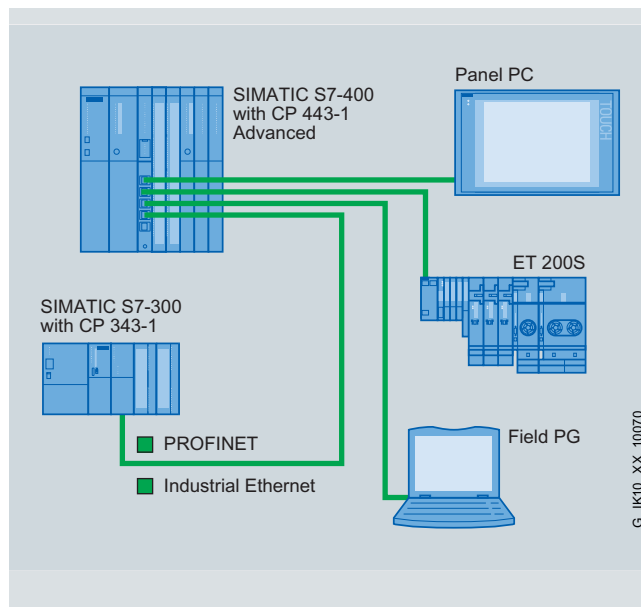 SIMATIC S7-400
with CP 443-1
Advanced
Panel PC
TOUCH
ET 200S
SIMATIC S7-300
with CP 343-1
PROFINET
Industrial Ethernet
Field PG
G_IK10_XX_10070